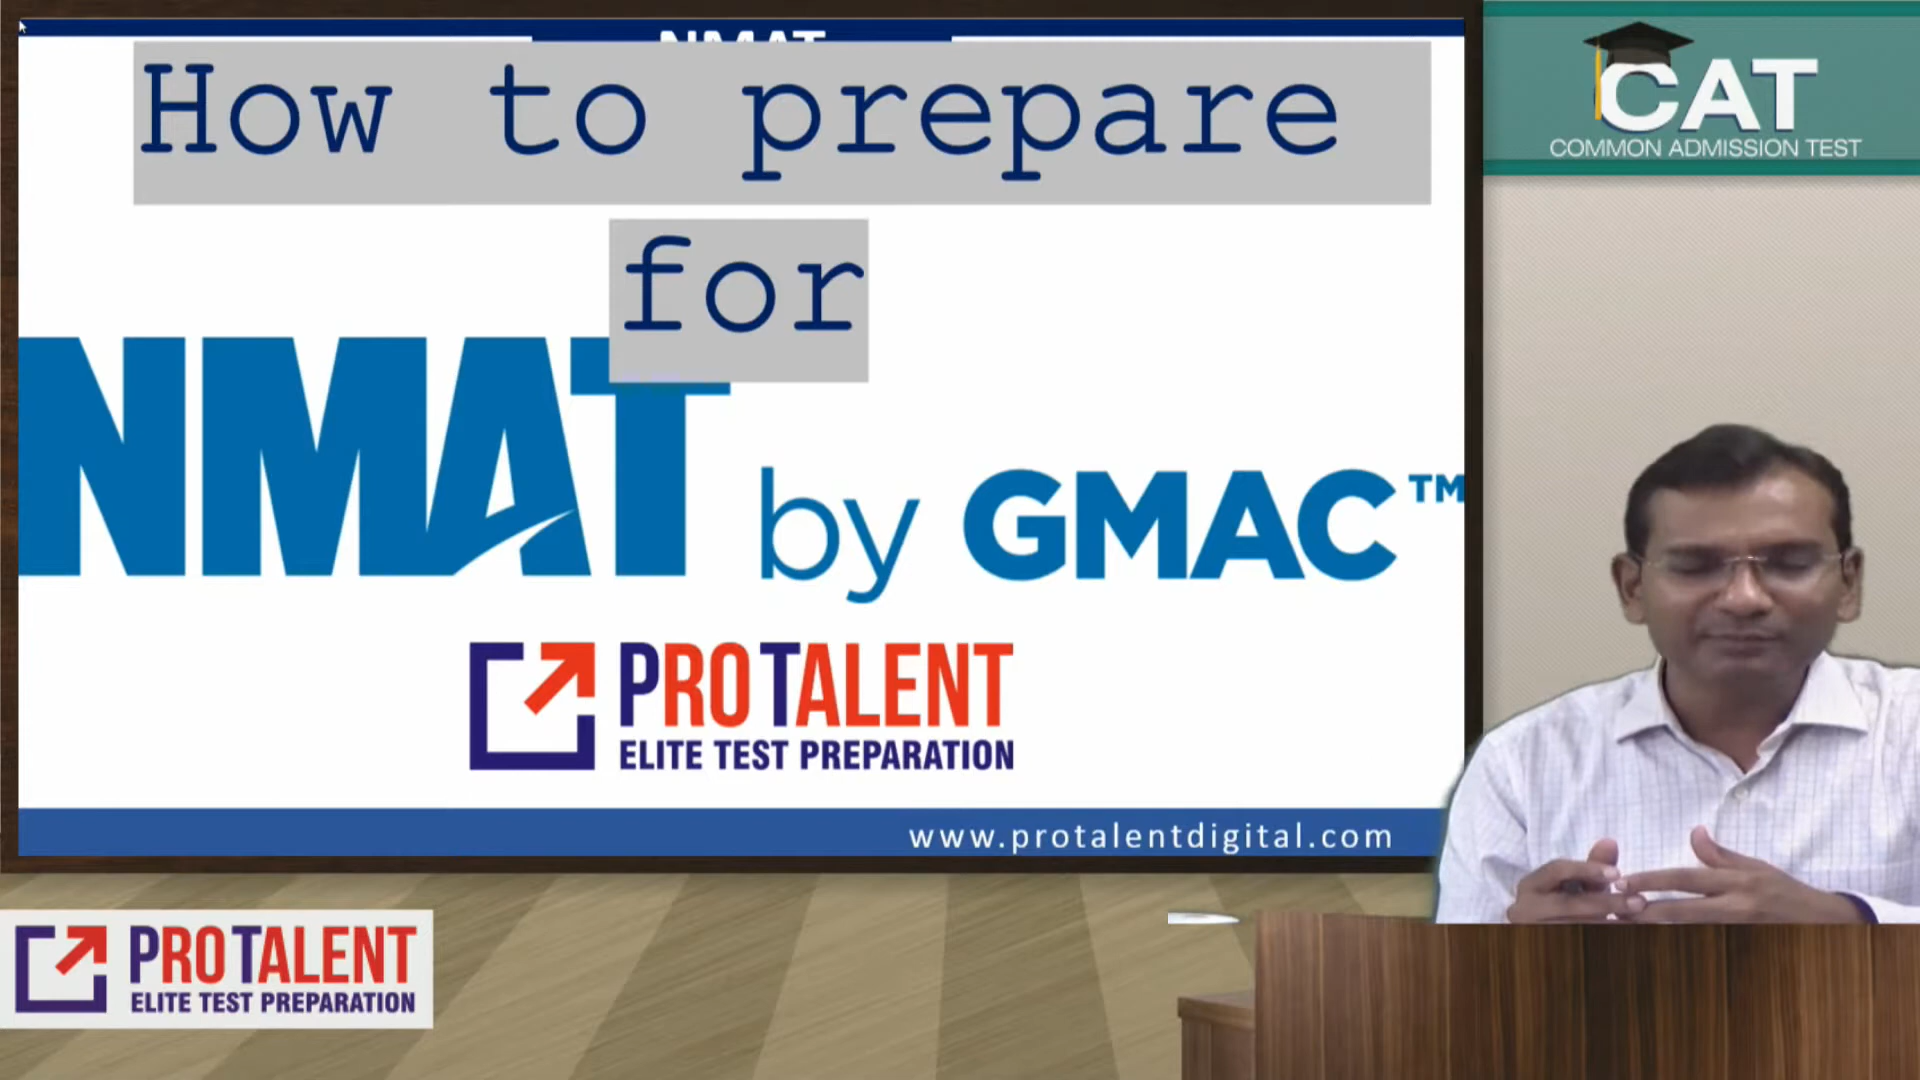 NMAT
How to prepare
for
NMAT by GMAC™
PROTALENT
ELITE TEST PREPARATION
www.protalentdigital.com
CAT
COMMON ADMISSION TEST
PROTALENT
ELITE TEST PREPARATION